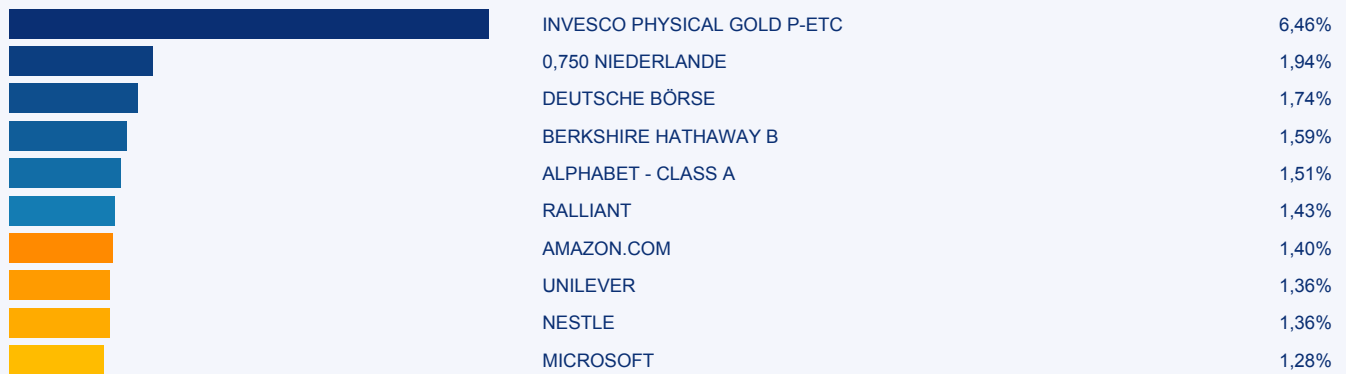 INVESCO PHYSICAL GOLD P-ETC 6,46%
0,750 NIEDERLANDE 1,94%
DEUTSCHE BÖRSE 1,74%
BERKSHIRE HATHAWAY B 1,59%
ALPHABET - CLASS A 1,51%
RALLIANT 1,43%
AMAZON.COM 1,40%
UNILEVER 1,36%
NESTLE 1,36%
MICROSOFT 1,28%